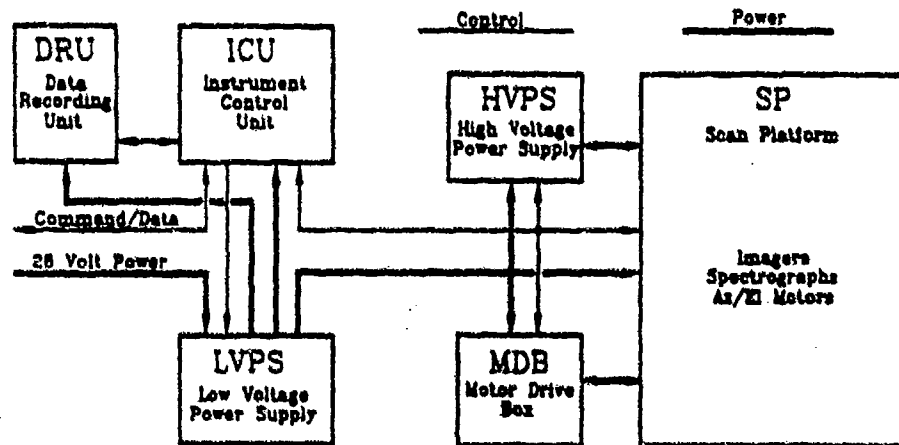 Control
Power
DRU
Data
Recording
Unit
ICU
Instrument
Control
Unit
HVPS
High Voltage
Power Supply
SP
Scan Platform
Command/Data
28 Volt Power
Imagers
Spectrographs
Az/El Motors
LVPS
Low Voltage
Power Supply
MDB
Motor Drive
Box